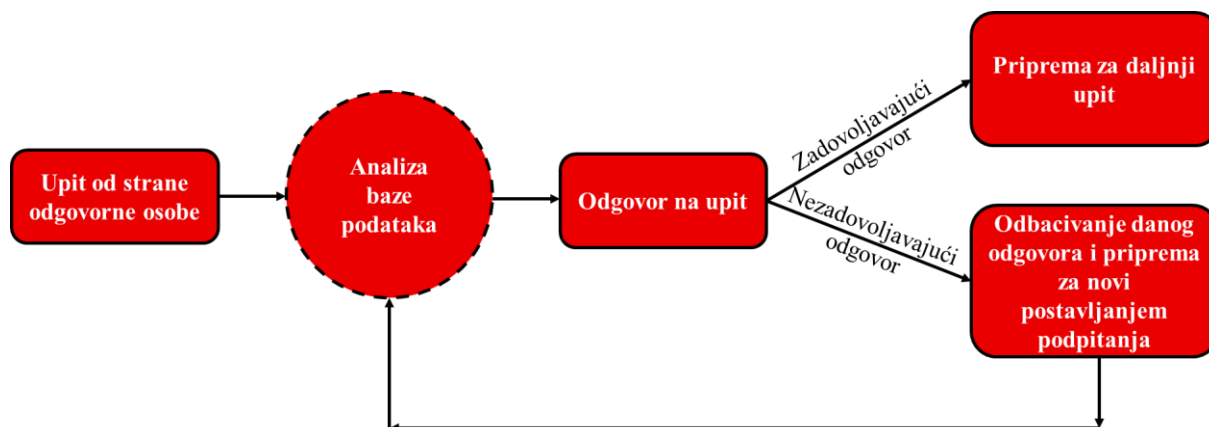 Upit od strane
odgovorne osobe
Analiza
baze
podataka
Odgovor na upit
Zadovoljavajući
odgovor
Nezadovoljavajući
odgovor
Priprema za daljnji
upit
Odbacivanje danog
odgovora i priprema
za novi
postavljanjem
podpitanja